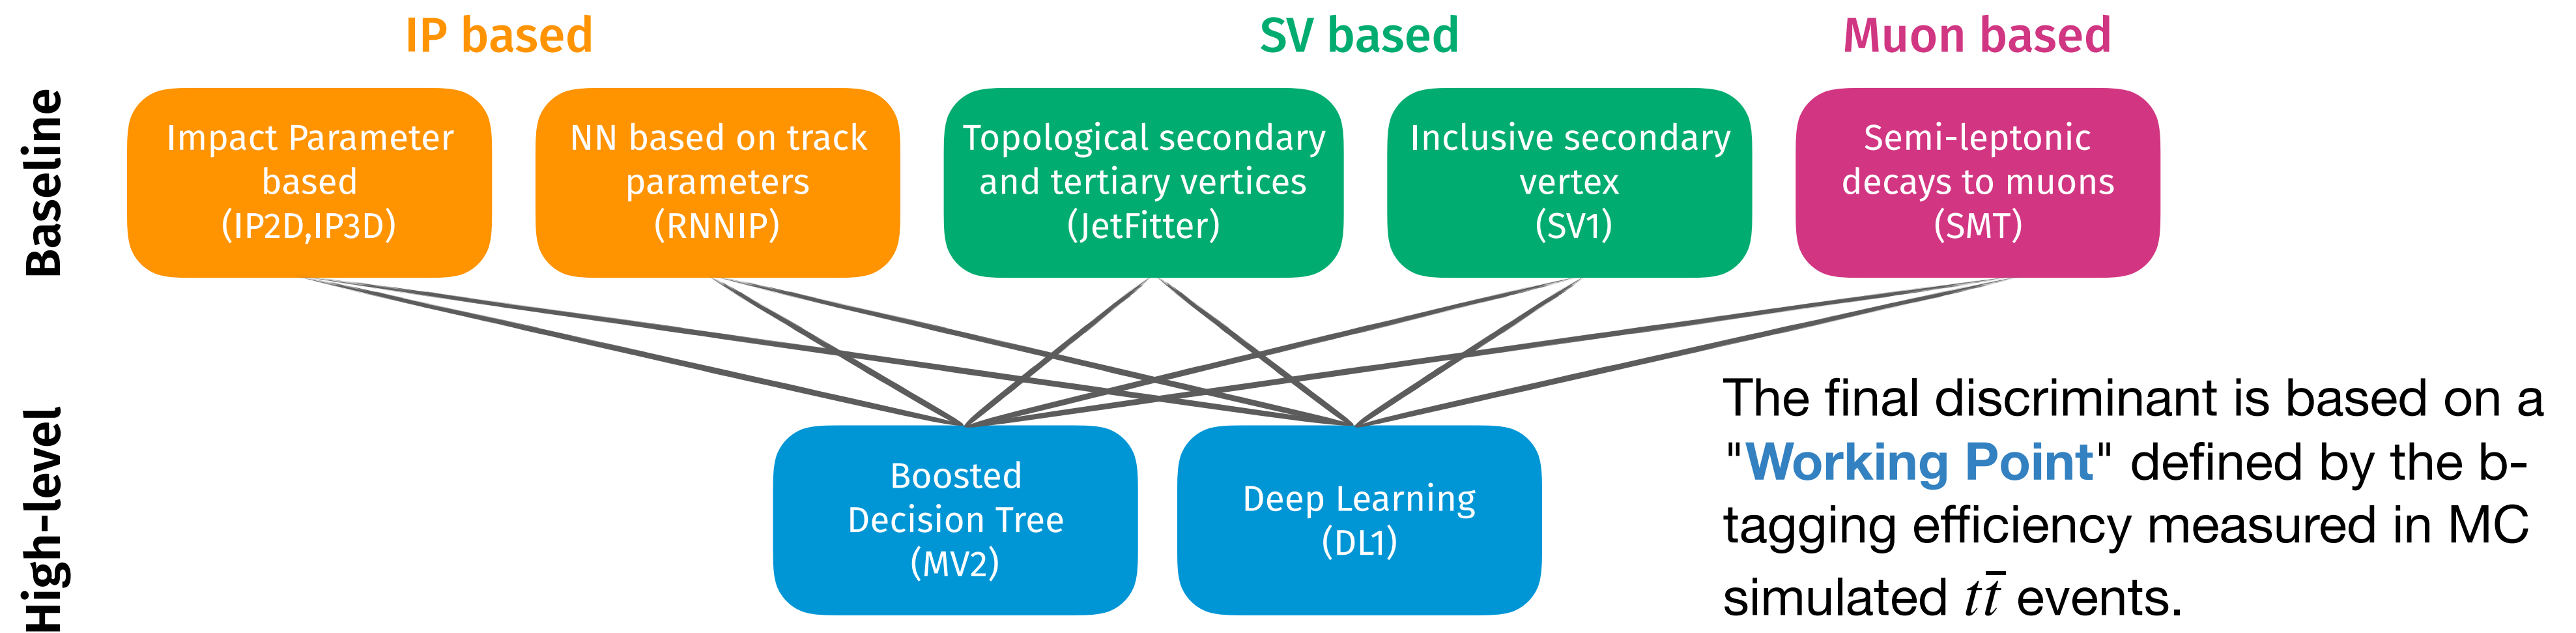 IP based
SV based
Muon based
Baseline
Impact Parameter
based
(IP2D,IP3D)
NN based on track
parameters
(RNNIP)
Topological secondary
and tertiary vertices
(JetFitter)
Inclusive secondary
vertex
(SV1)
Semi-leptonic
decays to muons
(SMT)
High-level
Boosted
Decision Tree
(MV2)
Deep Learning
(DL1)
The final discriminant is based on a
"Working Point" defined by the b-
tagging efficiency measured in MC
simulated tt̄ events.